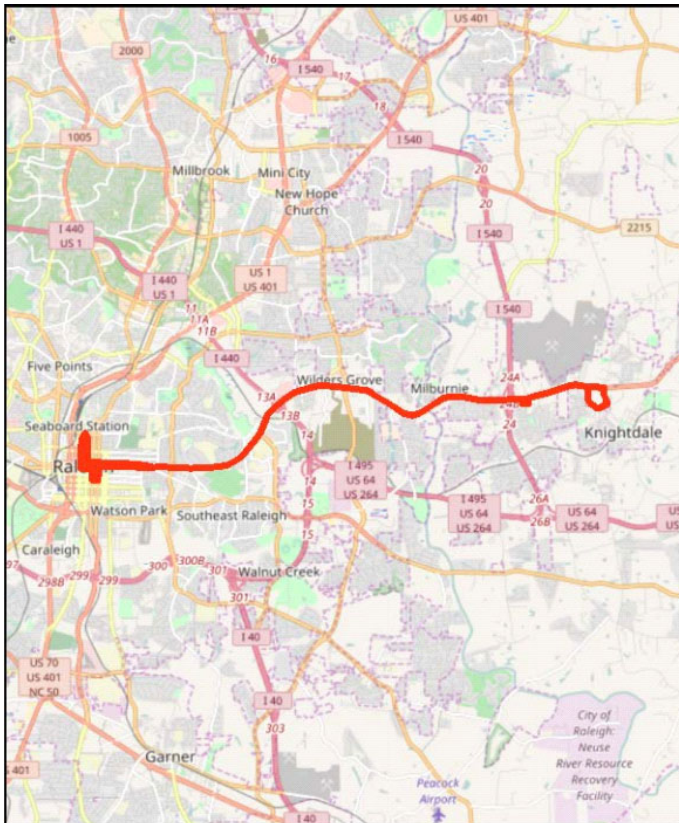 I 540
US 401
2000
16
I 540
17
18
1005
I 540
Millbrook
Mini City
20
New Hope
Church
20
I 440
US 1
2215
I 540
I 440
US 1
US 1
US 401
11
11A
11B
I 440
Five Points
Wilders Grove
24A
Milburnie
13A
13B
24
Seaboard Station
14
Knightdale
I 495
US 64
US 264
14
I 495
US 64
US 264
26A
26B
US 64
US 264
Watson Park
Southeast Raleigh
15
15
Caraleigh
97
298B
299
299
300
300B
301
Walnut Creek
301
I 40
US 70
US 401
NC 50
I 40
303
Garner
City of
Raleigh:
Neuse
River Resource
Recovery
Facility
Peacock
Airport
401
I 40